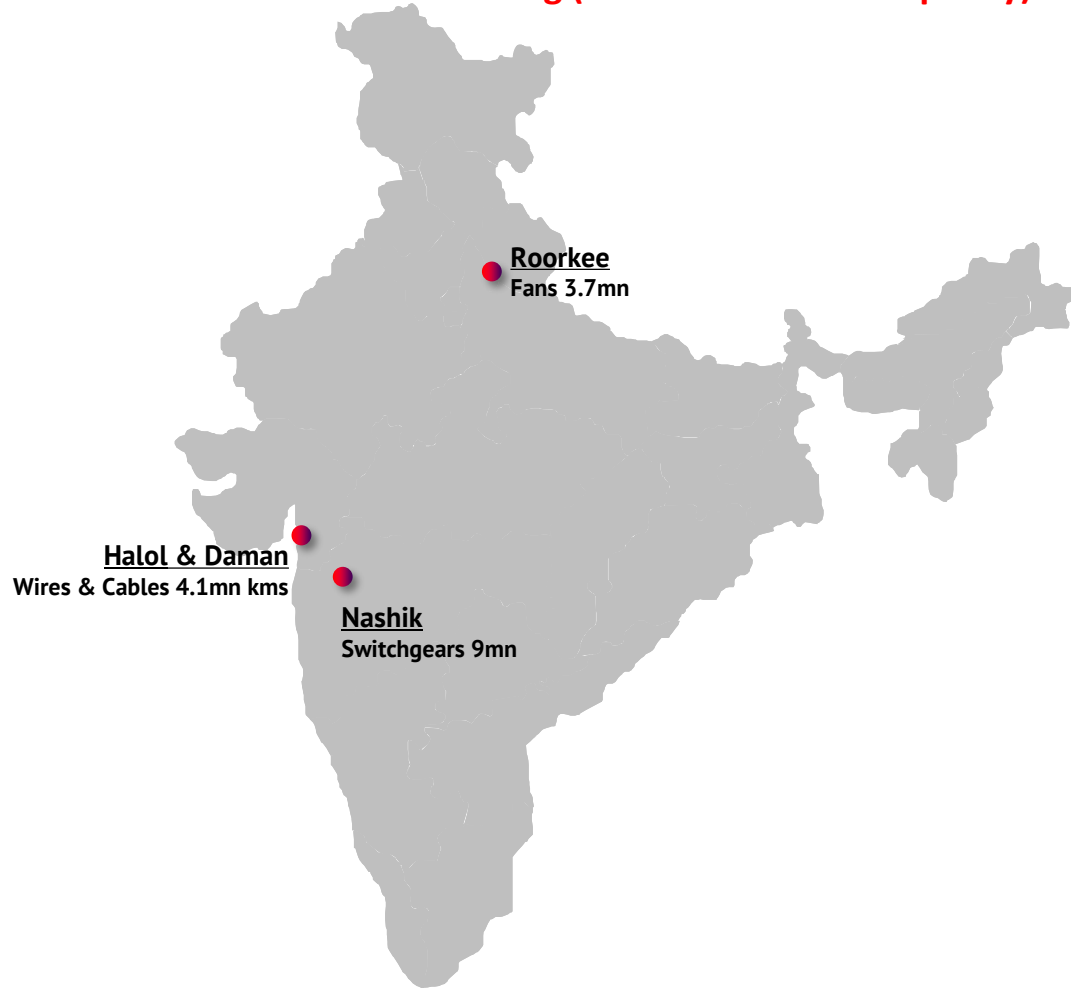 Roorkee
Fans 3.7mn
Halol & Daman
Wires & Cables 4.1mn kms
Nashik
Switchgears 9mn